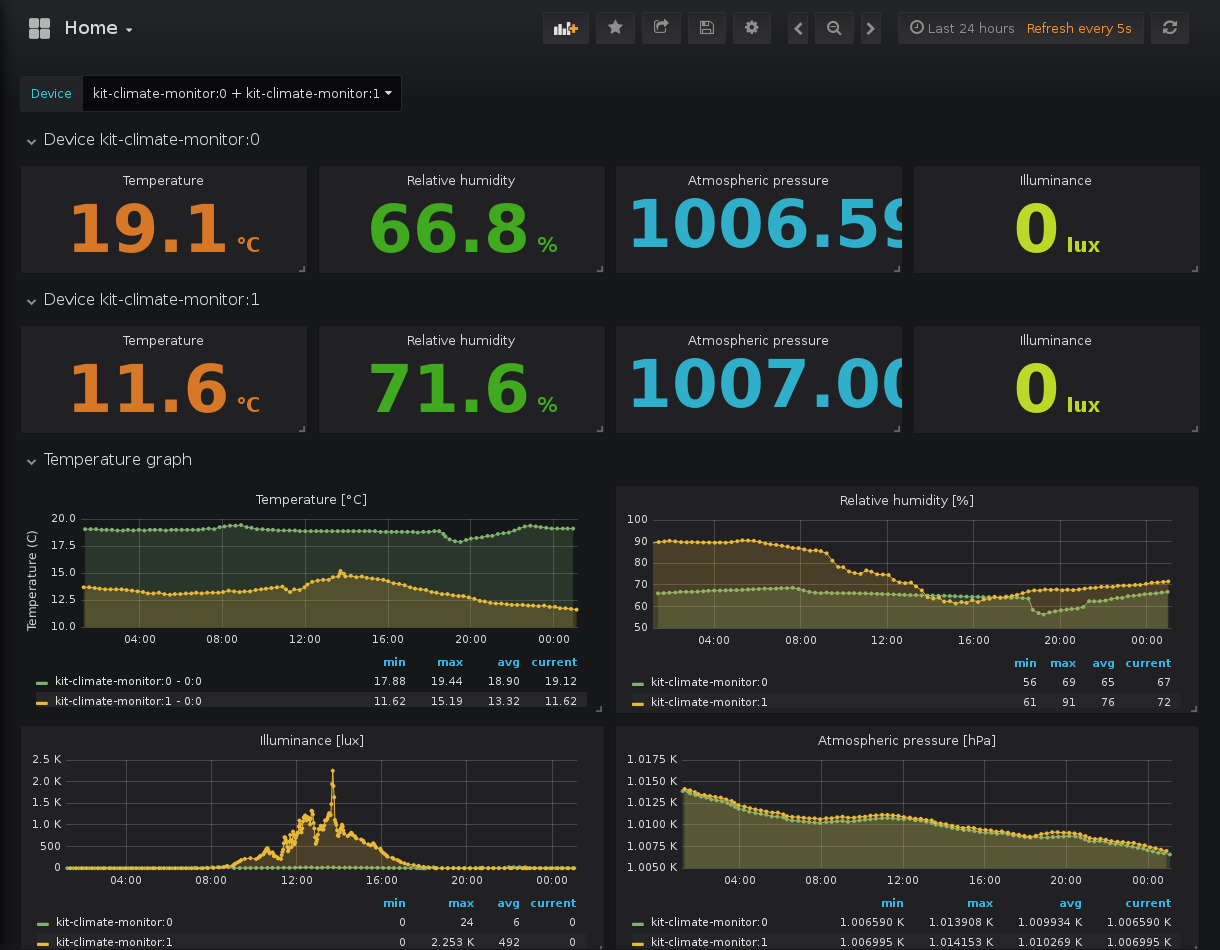 Home
Last 24 hours Refresh every 5s
Device kit-climate-monitor:0 + kit-climate-monitor:1
Device kit-climate-monitor:0
Temperature Relative humidity Atmospheric pressure Illuminance
19.1 °C 66.8 % 1006.59 0 lux
Device kit-climate-monitor:1
Temperature Relative humidity Atmospheric pressure Illuminance
11.6 °C 71.6 % 1007.00 0 lux
Temperature graph
Temperature [°C]
Temperature (C)
20.0
17.5
15.0
12.5
10.0
04:00 08:00 12:00 16:00 20:00 00:00
min max avg current
kit-climate-monitor:0 - 0:0 17.88 19.44 18.90 19.12
kit-climate-monitor:1 - 0:0 11.62 15.19 13.32 11.62
Relative humidity [%]
100
90
80
70
60
50
04:00 08:00 12:00 16:00 20:00 00:00
min max avg current
kit-climate-monitor:0 56 69 65 67
kit-climate-monitor:1 61 91 76 72
Illuminance [lux]
2.5 K
2.0 K
1.5 K
1.0 K
500
0
04:00 08:00 12:00 16:00 20:00 00:00
min max avg current
kit-climate-monitor:0 0 24 6 0
kit-climate-monitor:1 0 2.253 K 492 0
Atmospheric pressure [hPa]
1.0175 K
1.0150 K
1.0125 K
1.0100 K
1.0075 K
1.0050 K
04:00 08:00 12:00 16:00 20:00 00:00
min max avg current
kit-climate-monitor:0 1.006590 K 1.013908 K 1.009934 K 1.006590 K
kit-climate-monitor:1 1.006995 K 1.014153 K 1.010269 K 1.006995 K